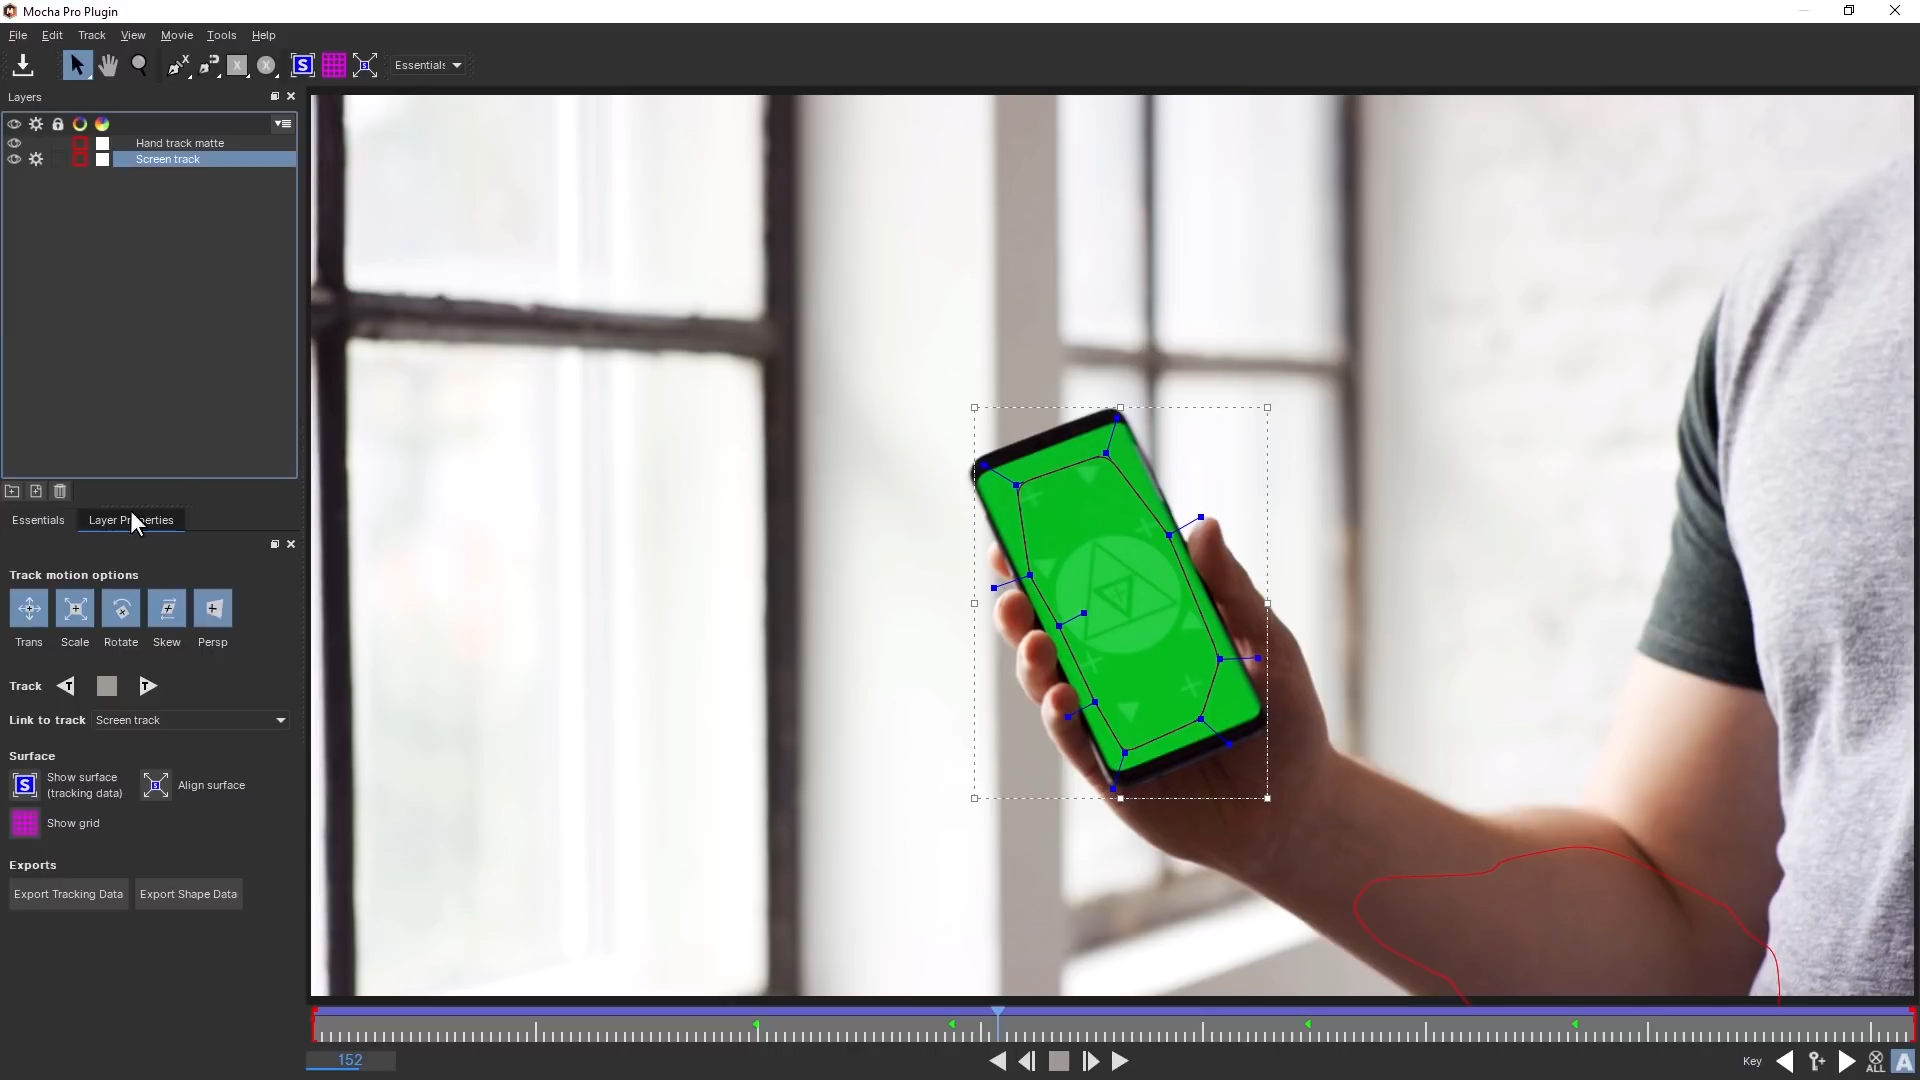 Mocha Pro Plugin
File Edit Track View Movie Tools Help
Essentials
Layers
Hand track matte
Screen track
Essentials Layer Properties
Track motion options
Trans Scale Rotate Skew Persp
Track
Link to track Screen track
Surface
Show surface
(tracking data)
Align surface
Show grid
Exports
Export Tracking Data Export Shape Data
152
Key
ALL
A